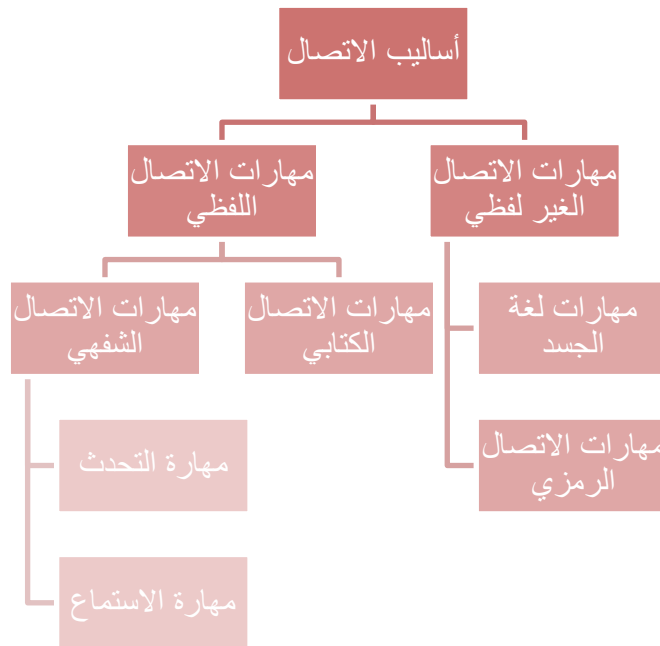 أساليب الاتصال
مهارات الاتصال
الغير لفظي
مهارات الاتصال
اللفظي
مهارات لغة
الجسد
مهارات الاتصال
الكتابي
مهارات الاتصال
الشفهي
مهارات الاتصال
الرمزي
مهارة التحدث
مهارة الاستماع